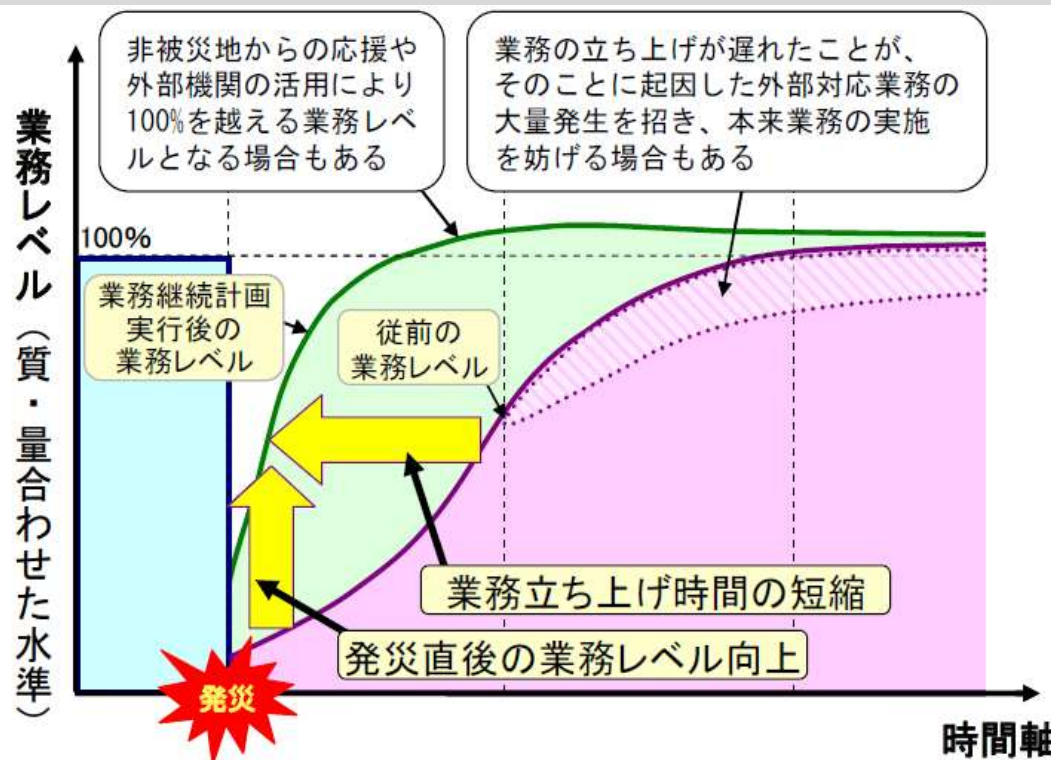 非被災地からの応援や
外部機関の活用により
100%を越える業務レベ
ルとなる場合もある
業務の立ち上げが遅れたことが、
そのことに起因した外部対応業務の
大量発生を招き、本来業務の実施
を妨げる場合もある
業務レベル（質・量合わせた水準）
100%
業務継続計画
実行後の
業務レベル
従前の
業務レベル
業務立ち上げ時間の短縮
発災直後の業務レベル向上
発災
時間軸